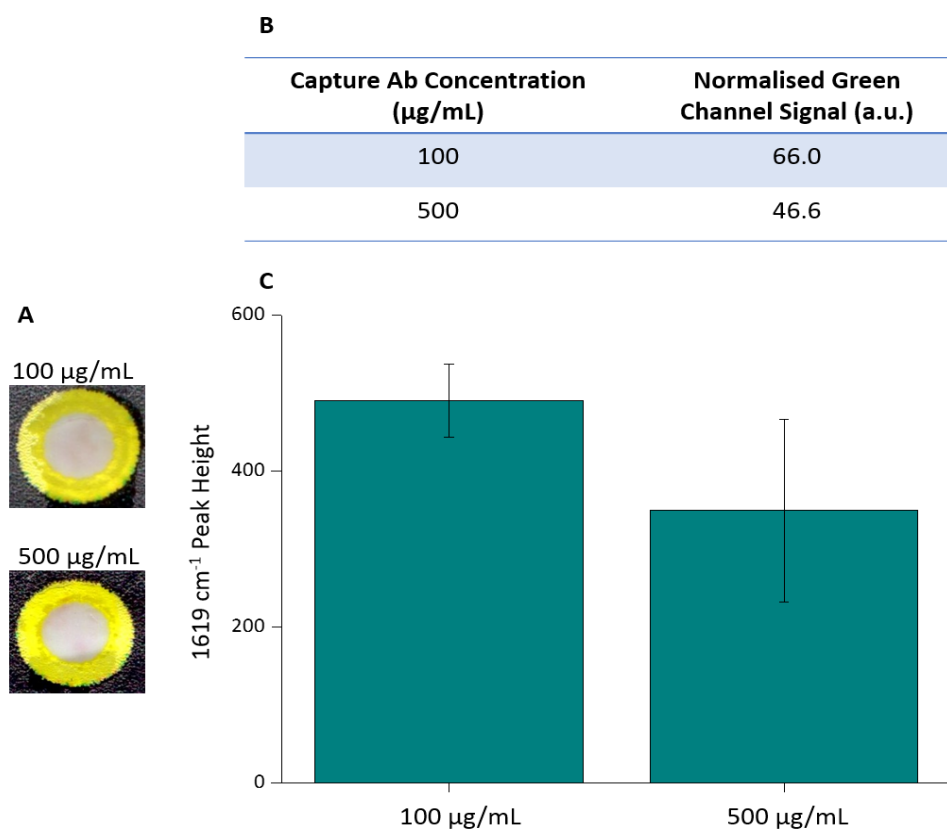 B
Capture Ab Concentration
(µg/mL)
Normalised Green
Channel Signal (a.u.)
100
66.0
500
46.6
A
100 µg/mL
500 µg/mL
C
600
400
200
0
1619 cm⁻¹ Peak Height
100 µg/mL
500 µg/mL